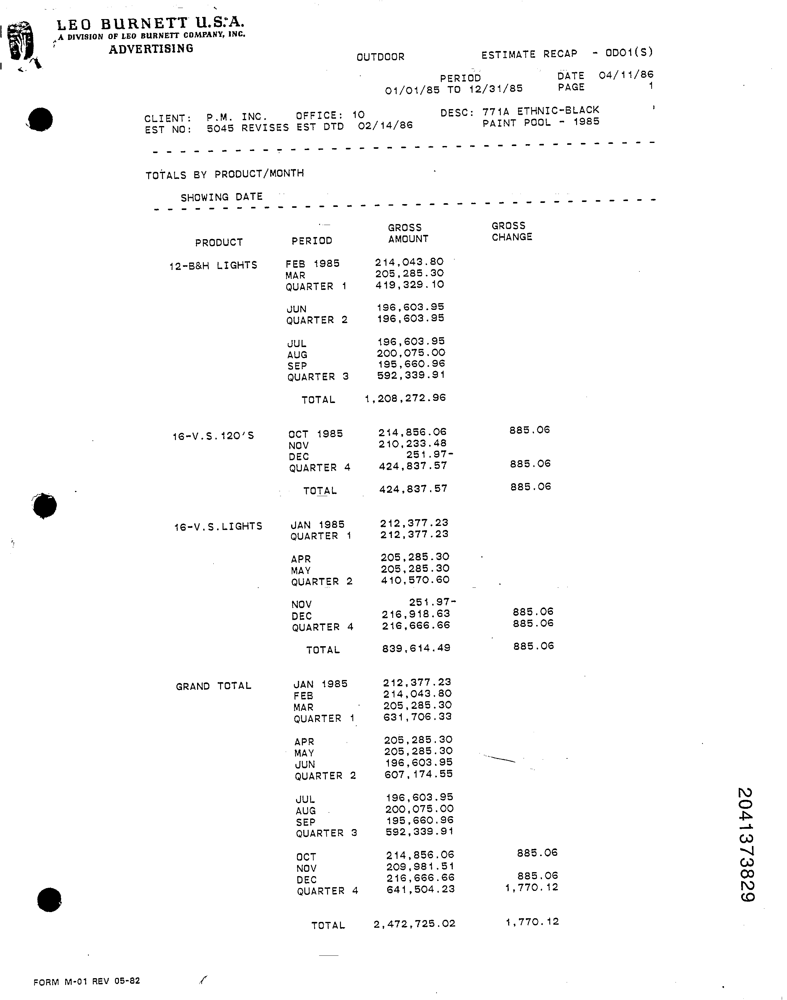 LEO BURNETT U.S.A.
A DIVISION OF LEO BURNETT COMPANY, INC.
ADVERTISING
OUTDOOR ESTIMATE RECAP - ODO1(S)
PERIOD DATE 04/11/86
01/01/85 TO 12/31/85 PAGE 1
CLIENT: P.M. INC. OFFICE: 10 DESC: 771A ETHNIC-BLACK
EST NO: 5045 REVISES EST DTD 02/14/86 PAINT POOL - 1985
TOTALS BY PRODUCT/MONTH
SHOWING DATE
GROSS GROSS
PRODUCT PERIOD AMOUNT CHANGE
12-B&H LIGHTS FEB 1985 214,043.80
MAR 205,285.30
QUARTER 1 419,329.10
JUN 196,603.95
QUARTER 2 196,603.95
JUL 196,603.95
AUG 200,075.00
SEP 195,660.96
QUARTER 3 592,339.91
TOTAL 1,208,272.96
16-V.S.120'S OCT 1985 214,856.06 885.06
NOV 210,233.48
DEC 251.97-
QUARTER 4 424,837.57 885.06
TOTAL 424,837.57 885.06
16-V.S.LIGHTS JAN 1985 212,377.23
QUARTER 1 212,377.23
APR 205,285.30
MAY 205,285.30
QUARTER 2 410,570.60
NOV 251.97-
DEC 216,918.63 885.06
QUARTER 4 216,666.66 885.06
TOTAL 839,614.49 885.06
GRAND TOTAL JAN 1985 212,377.23
FEB 214,043.80
MAR 205,285.30
QUARTER 1 631,706.33
APR 205,285.30
MAY 205,285.30
JUN 196,603.95
QUARTER 2 607,174.55
JUL 196,603.95
AUG 200,075.00
SEP 195,660.96
QUARTER 3 592,339.91
OCT 214,856.06 885.06
NOV 209,981.51
DEC 216,666.66 885.06
QUARTER 4 641,504.23 1,770.12
TOTAL 2,472,725.02 1,770.12
2041373829
FORM M-01 REV 05-82